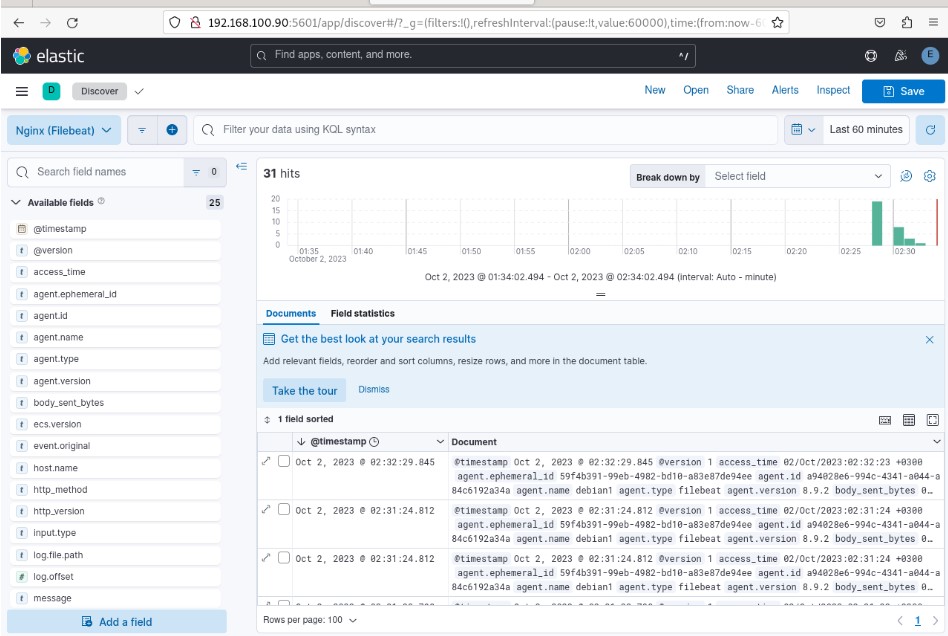 192.168.100.90:5601/app/discover#/?_g=(filters:!(),refreshInterval:(pause:!t,value:60000),time:(from:now-6
elastic
Find apps, content, and more.
^/
E
D
Discover
New
Open
Share
Alerts
Inspect
Save
Nginx (Filebeat)
Filter your data using KQL syntax
Last 60 minutes
Search field names
0
Available fields
25
@timestamp
t @version
t access_time
t agent.ephemeral_id
t agent.id
t agent.name
t agent.type
t agent.version
t body_sent_bytes
t ecs.version
t event.original
t host.name
t http_method
t http_version
t input.type
t log.file.path
# log.offset
t message
Add a field
31 hits
Break down by
Select field
20
15
10
5
0
01:35 01:40 01:45 01:50 01:55 02:00 02:05 02:10 02:15 02:20 02:25 02:30
October 2, 2023
Oct 2, 2023 @ 01:34:02.494 - Oct 2, 2023 @ 02:34:02.494 (interval: Auto - minute)
Documents
Field statistics
Get the best look at your search results
Add relevant fields, reorder and sort columns, resize rows, and more in the document table.
Take the tour
Dismiss
1 field sorted
@timestamp
Document
Oct 2, 2023 @ 02:32:29.845
@timestamp Oct 2, 2023 @ 02:32:29.845 @version 1 access_time 02/Oct/2023:02:32:23 +0300
agent.ephemeral_id 59f4b391-99eb-4982-bd10-a83e87de94ee agent.id a94028e6-994c-4341-a044-a
84c6192a34a agent.name debian1 agent.type filebeat agent.version 8.9.2 body_sent_bytes 0…
Oct 2, 2023 @ 02:31:24.812
@timestamp Oct 2, 2023 @ 02:31:24.812 @version 1 access_time 02/Oct/2023:02:31:24 +0300
agent.ephemeral_id 59f4b391-99eb-4982-bd10-a83e87de94ee agent.id a94028e6-994c-4341-a044-a
84c6192a34a agent.name debian1 agent.type filebeat agent.version 8.9.2 body_sent_bytes 0…
Oct 2, 2023 @ 02:31:24.812
@timestamp Oct 2, 2023 @ 02:31:24.812 @version 1 access_time 02/Oct/2023:02:31:24 +0300
agent.ephemeral_id 59f4b391-99eb-4982-bd10-a83e87de94ee agent.id a94028e6-994c-4341-a044-a
84c6192a34a agent.name debian1 agent.type filebeat agent.version 8.9.2 body_sent_bytes 0…
Rows per page: 100
1